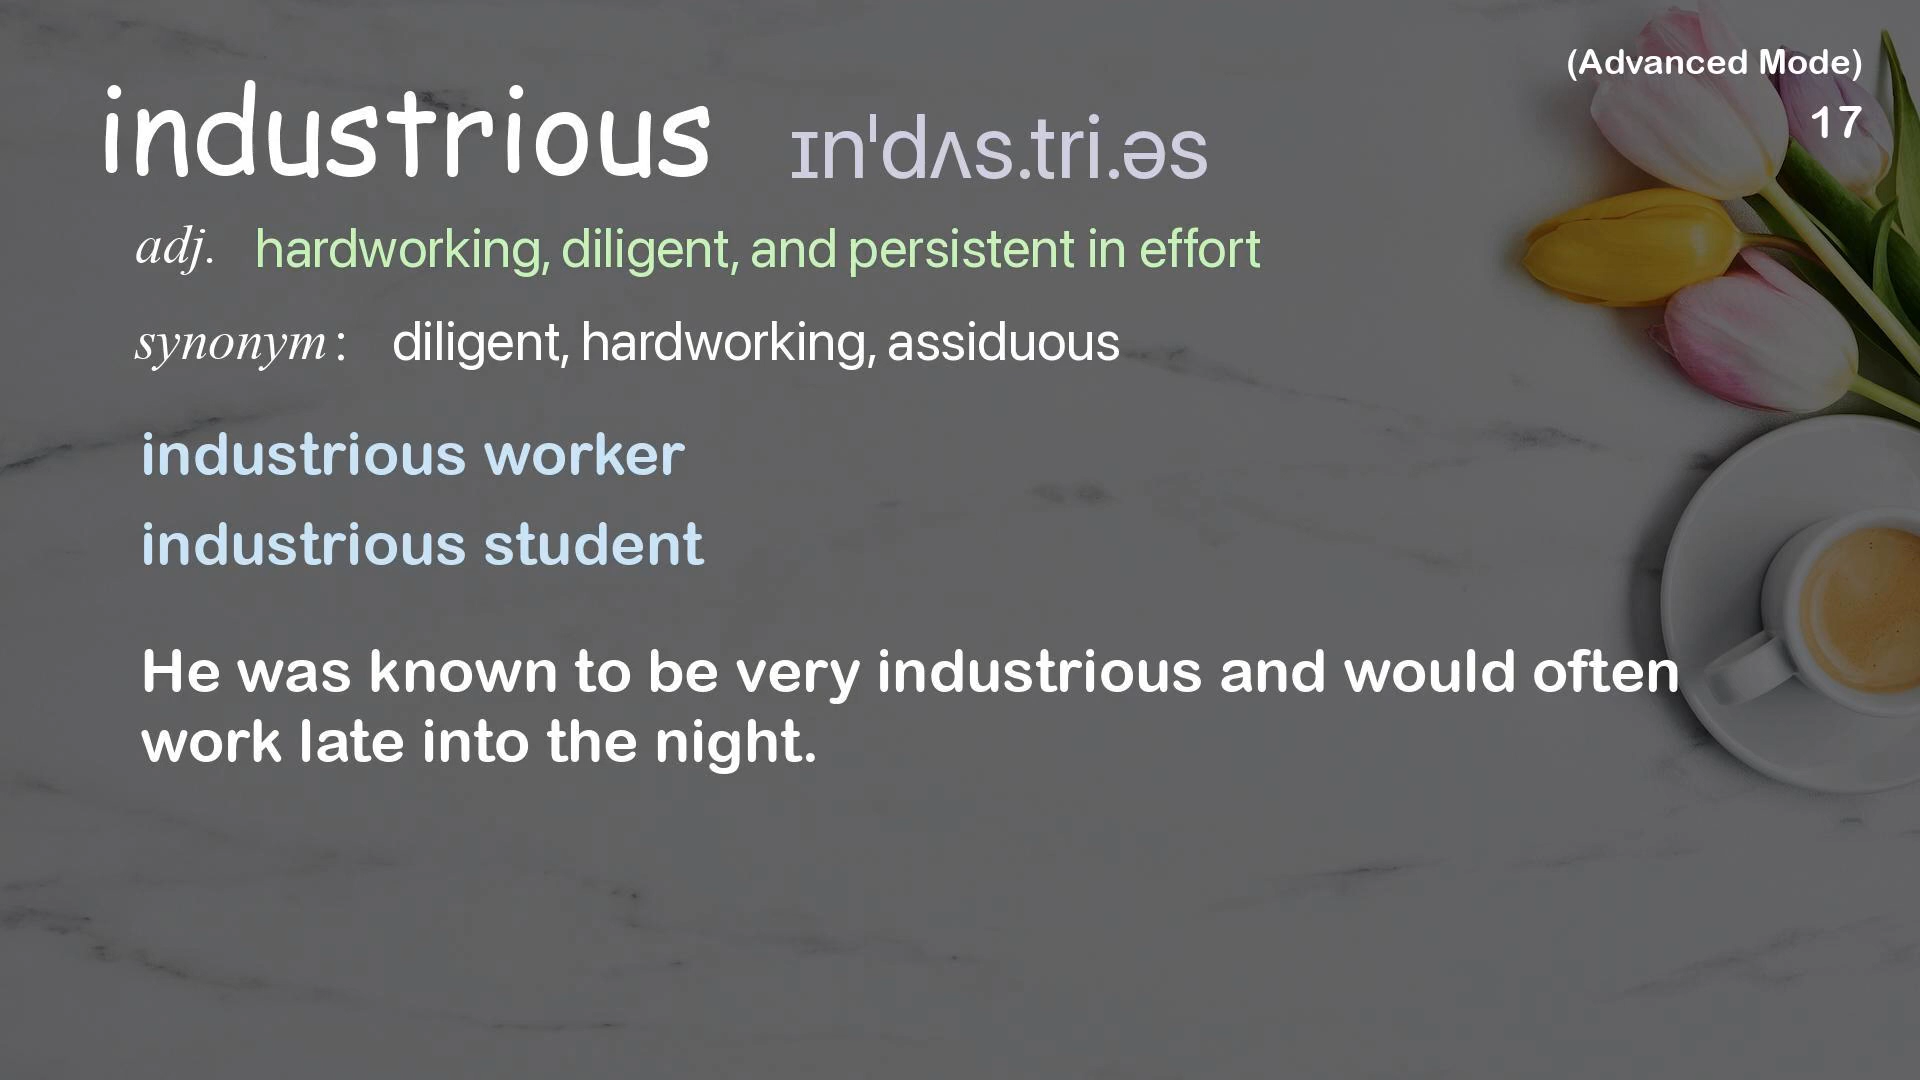 (Advanced Mode)
17
industrious ɪnˈdʌs.tri.əs
adj. hardworking, diligent, and persistent in effort
synonym: diligent, hardworking, assiduous
industrious worker
industrious student
He was known to be very industrious and would often
work late into the night.